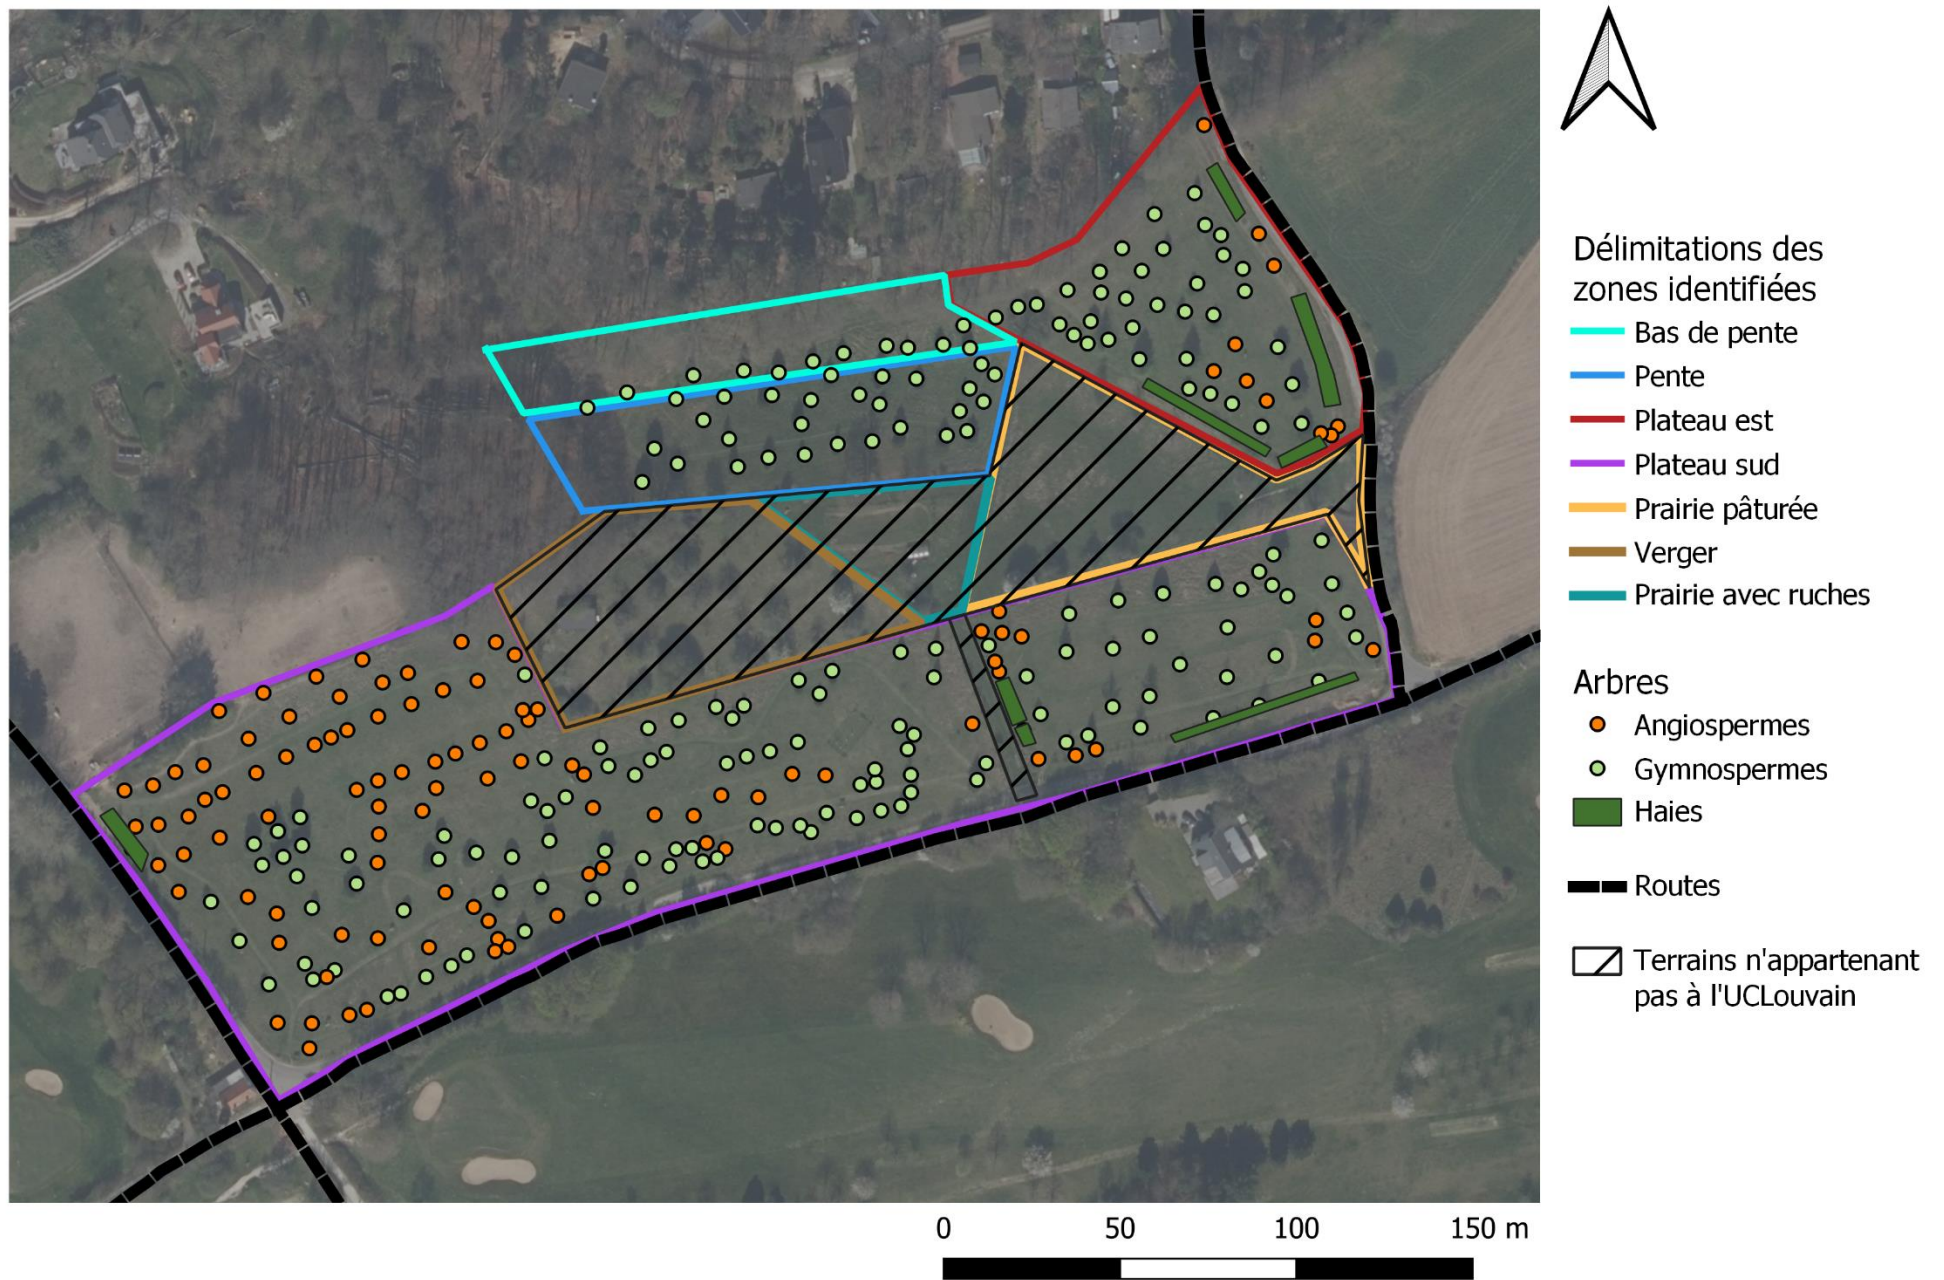 Délimitations des
zones identifiées
Bas de pente
Pente
Plateau est
Plateau sud
Prairie pâturée
Verger
Prairie avec ruches
Arbres
Angiospermes
Gymnospermes
Haies
Routes
Terrains n'appartenant
pas à l'UCLouvain
0 50 100 150 m